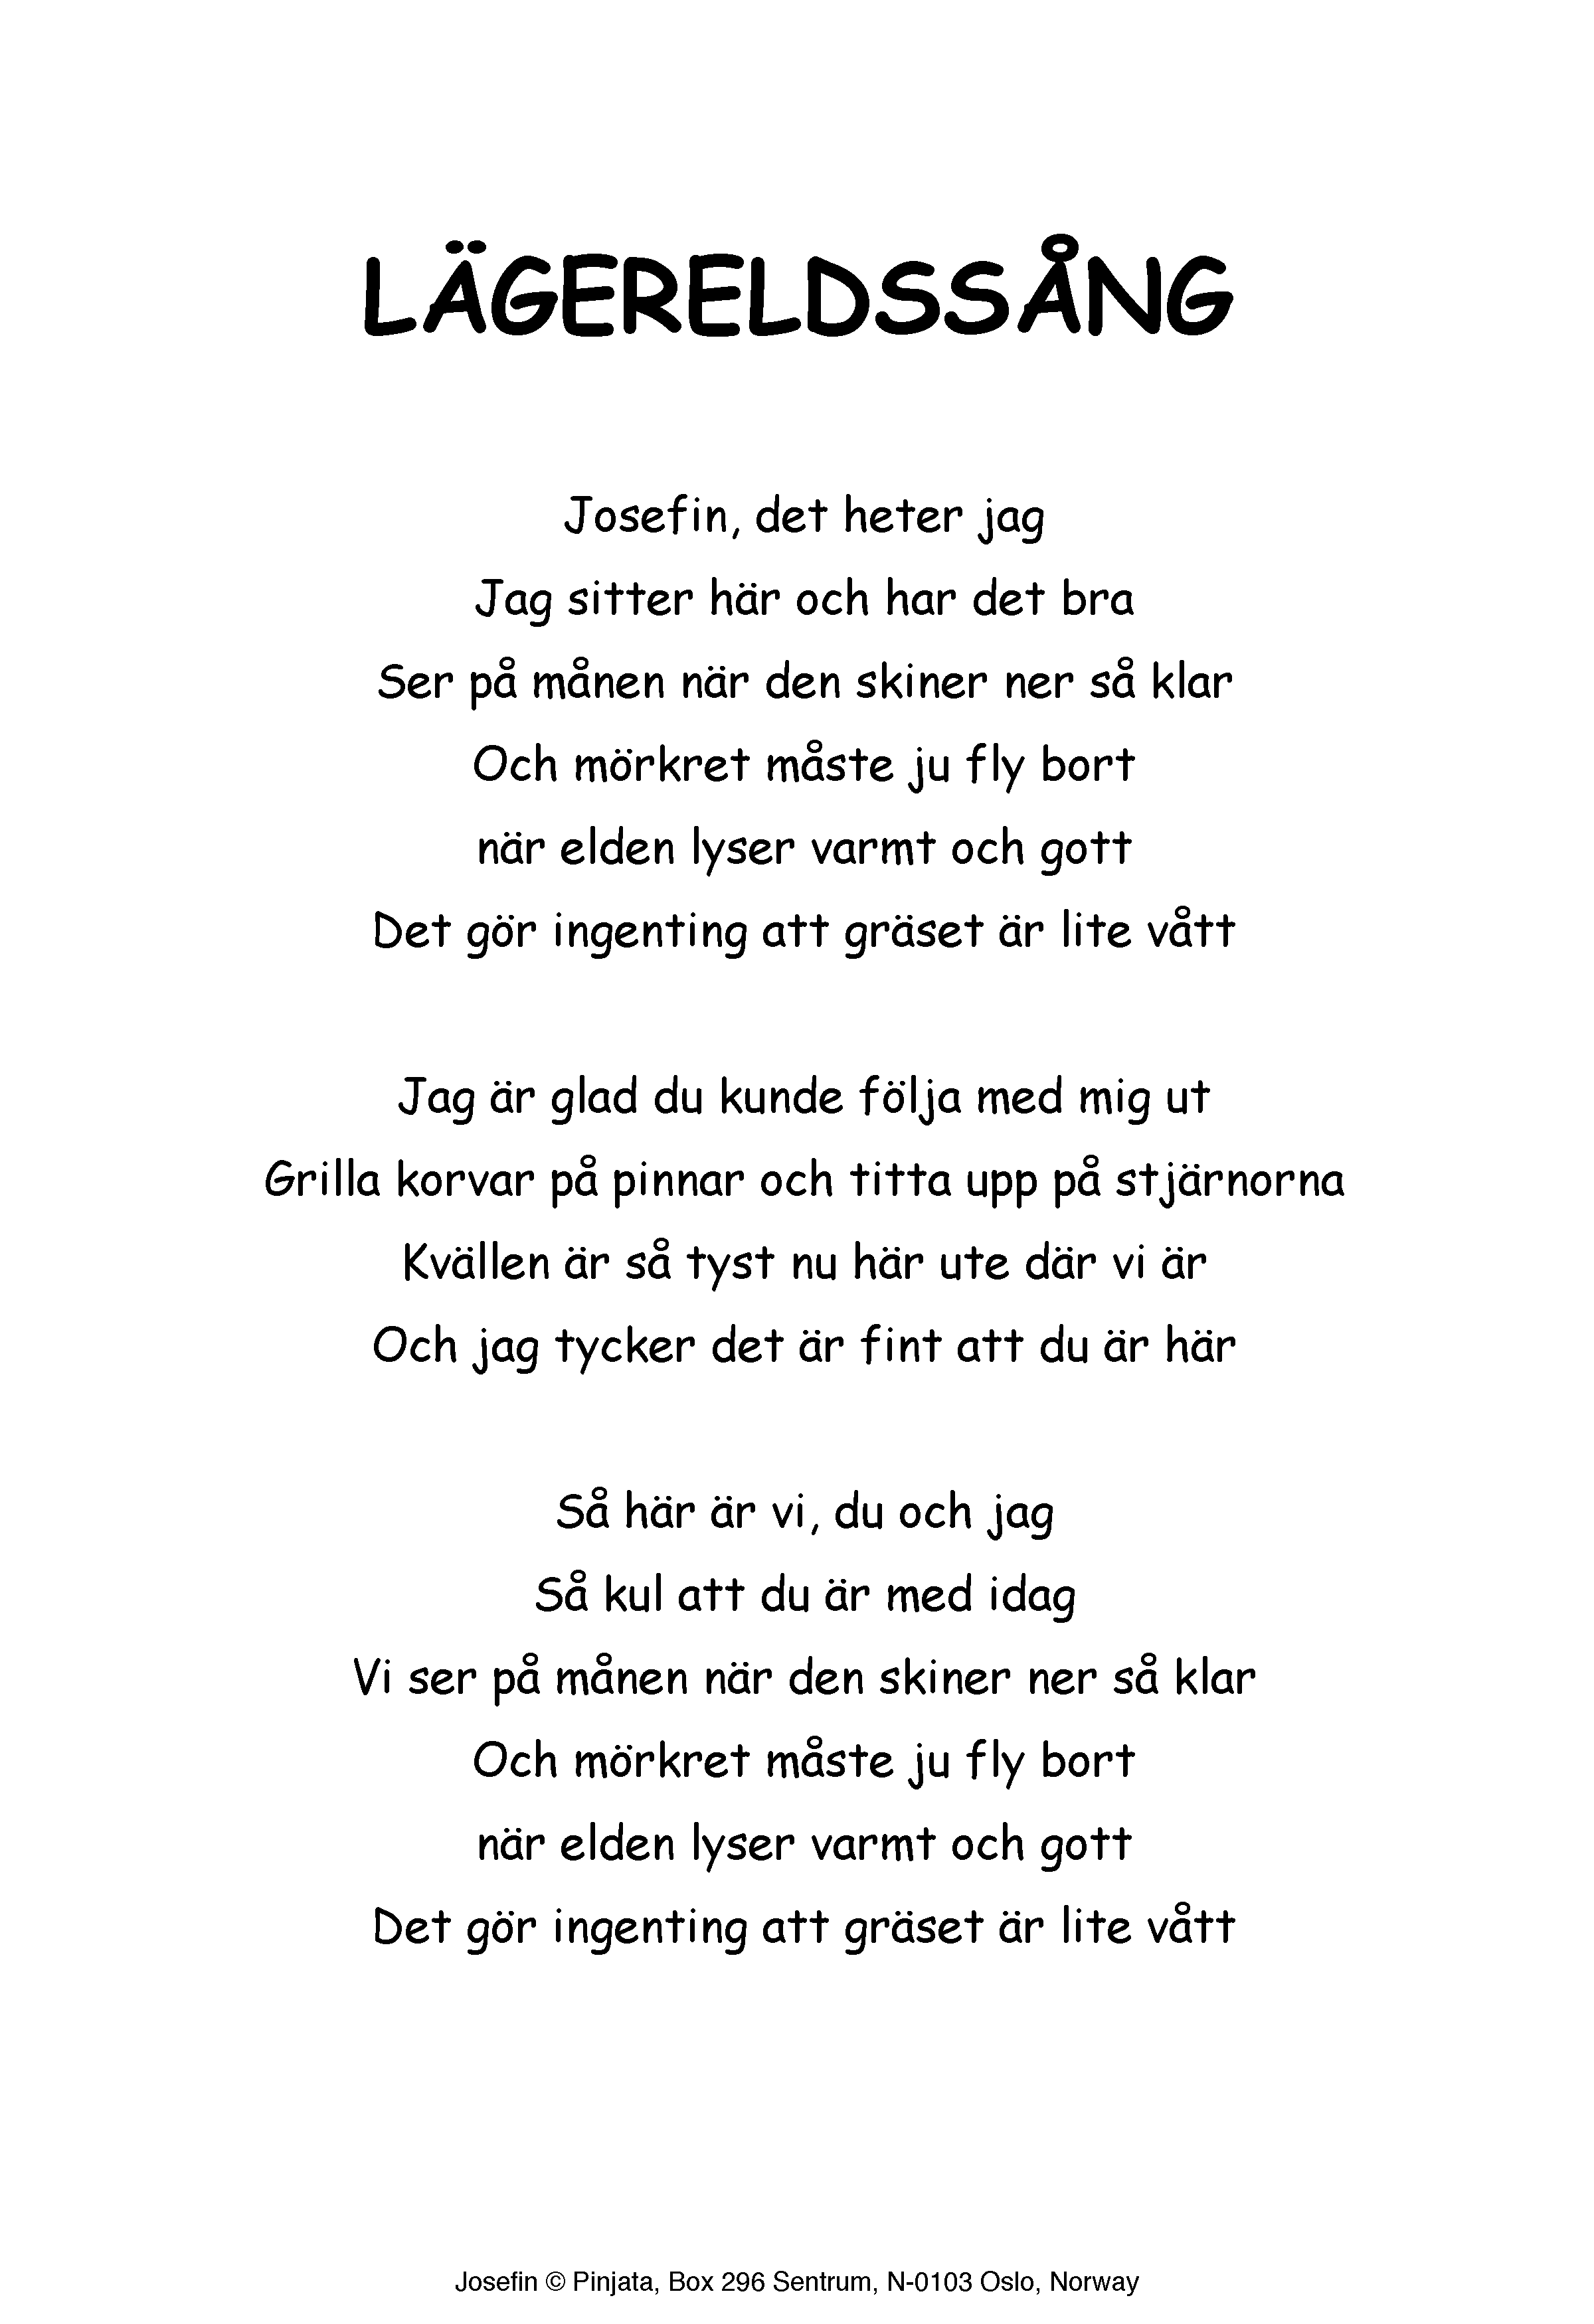 LÄGERELDSSÅNG
Josefin, det heter jag
Jag sitter här och har det bra
Ser på månen när den skiner ner så klar
Och mörkret måste ju fly bort
när elden lyser varmt och gott
Det gör ingenting att gräset är lite vått
Jag är glad du kunde följa med mig ut
Grilla korvar på pinnar och titta upp på stjärnorna
Kvällen är så tyst nu här ute där vi är
Och jag tycker det är fint att du är här
Så här är vi, du och jag
Så kul att du är med idag
Vi ser på månen när den skiner ner så klar
Och mörkret måste ju fly bort
när elden lyser varmt och gott
Det gör ingenting att gräset är lite vått
Josefin © Pinjata, Box 296 Sentrum, N-0103 Oslo, Norway